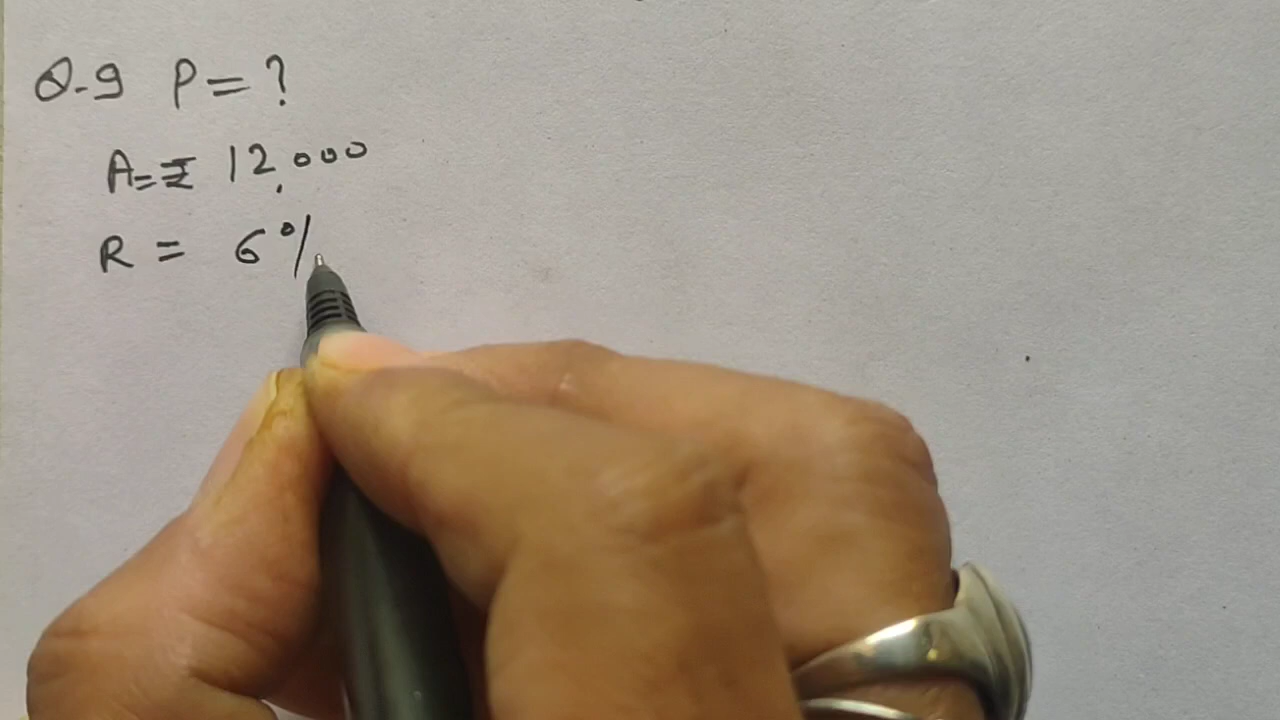 Q-9 P = ?
A = ₹ 12,000
R = 6%